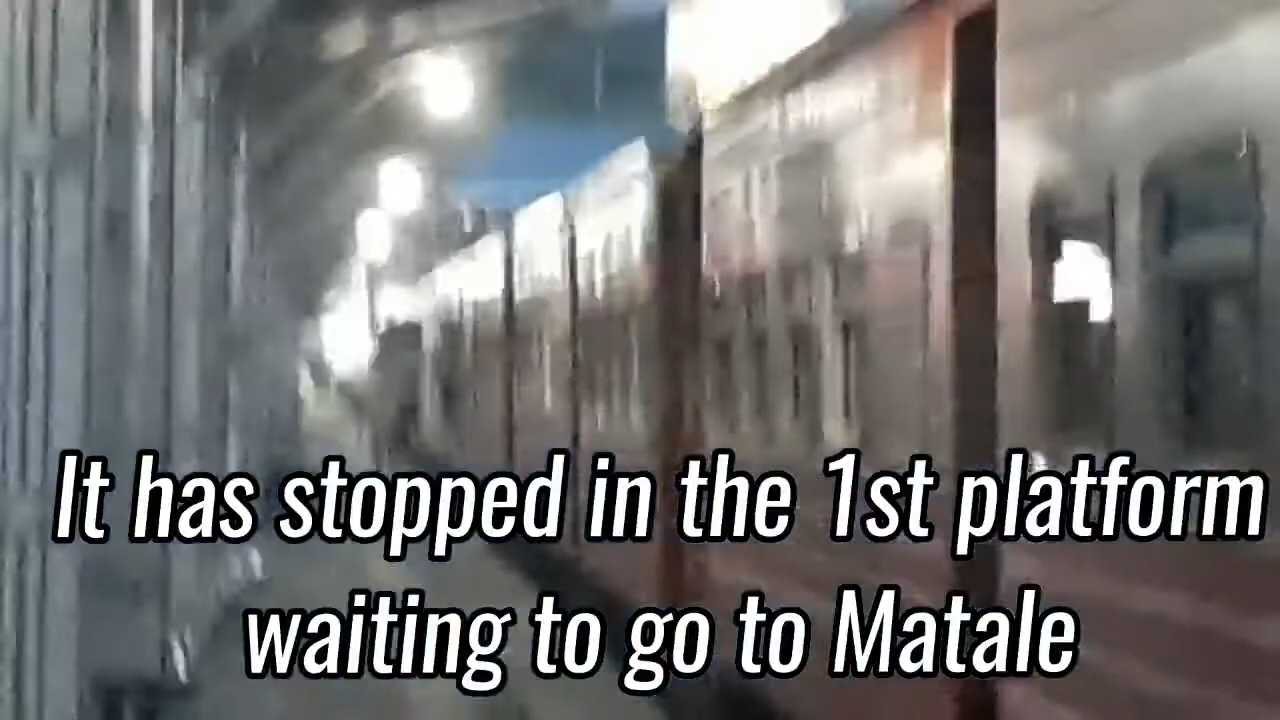 It has stopped in the 1st platform
waiting to go to Matale